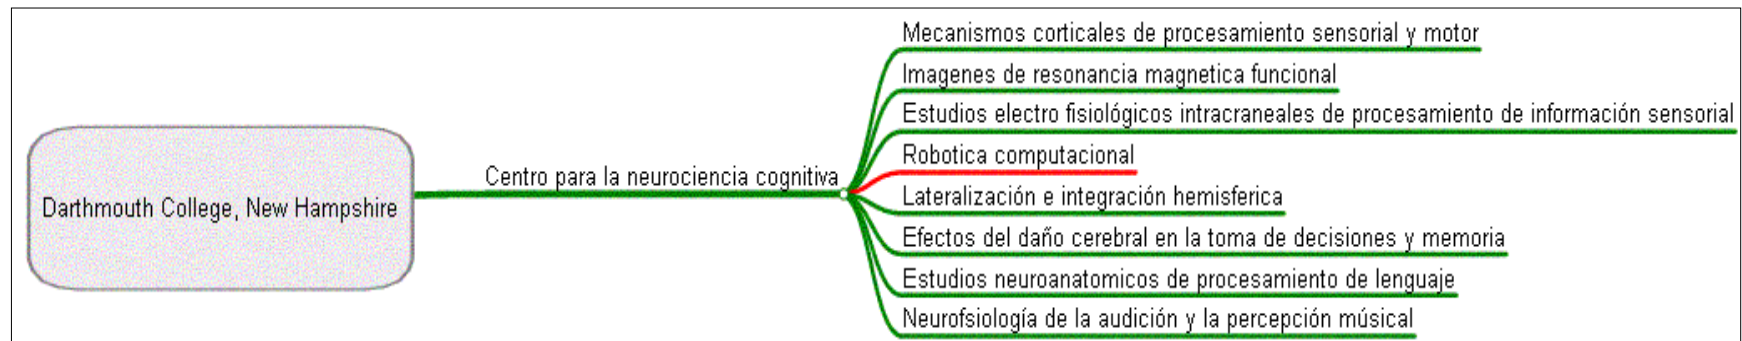 Darthmouth College, New Hampshire
Centro para la neurociencia cognitiva
Mecanismos corticales de procesamiento sensorial y motor
Imagenes de resonancia magnetica funcional
Estudios electro fisiológicos intracraneales de procesamiento de información sensorial
Robotica computacional
Lateralización e integración hemisferica
Efectos del daño cerebral en la toma de decisiones y memoria
Estudios neuroanatomicos de procesamiento de lenguaje
Neurofsiología de la audición y la percepción músical